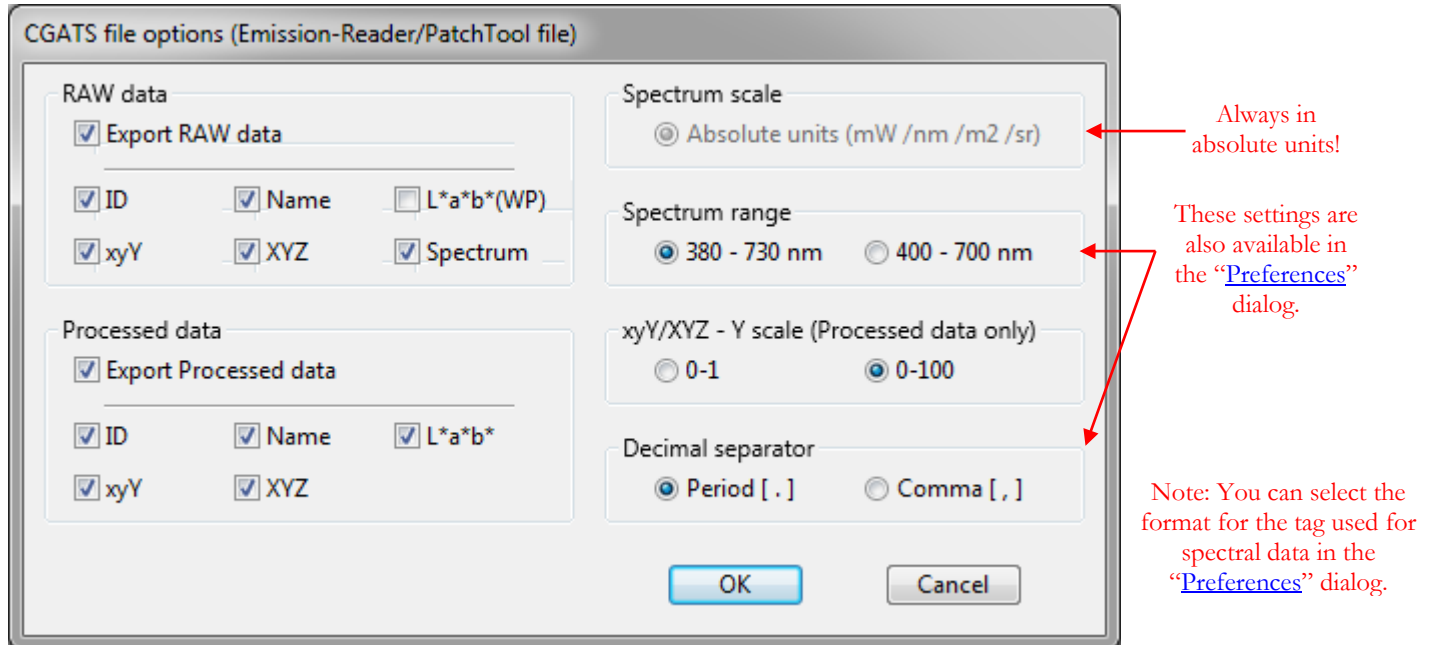 CGATS file options (Emission-Reader/PatchTool file)
RAW data
Export RAW data
ID
Name
L*a*b*(WP)
xyY
XYZ
Spectrum
Processed data
Export Processed data
ID
Name
L*a*b*
xyY
XYZ
Spectrum scale
Absolute units (mW /nm /m2 /sr)
Spectrum range
380 - 730 nm
400 - 700 nm
xyY/XYZ - Y scale (Processed data only)
0-1
0-100
Decimal separator
Period [ . ]
Comma [ , ]
OK
Cancel
Always in
absolute units!
These settings are
also available in
the “Preferences”
dialog.
Note: You can select the
format for the tag used for
spectral data in the
“Preferences” dialog.